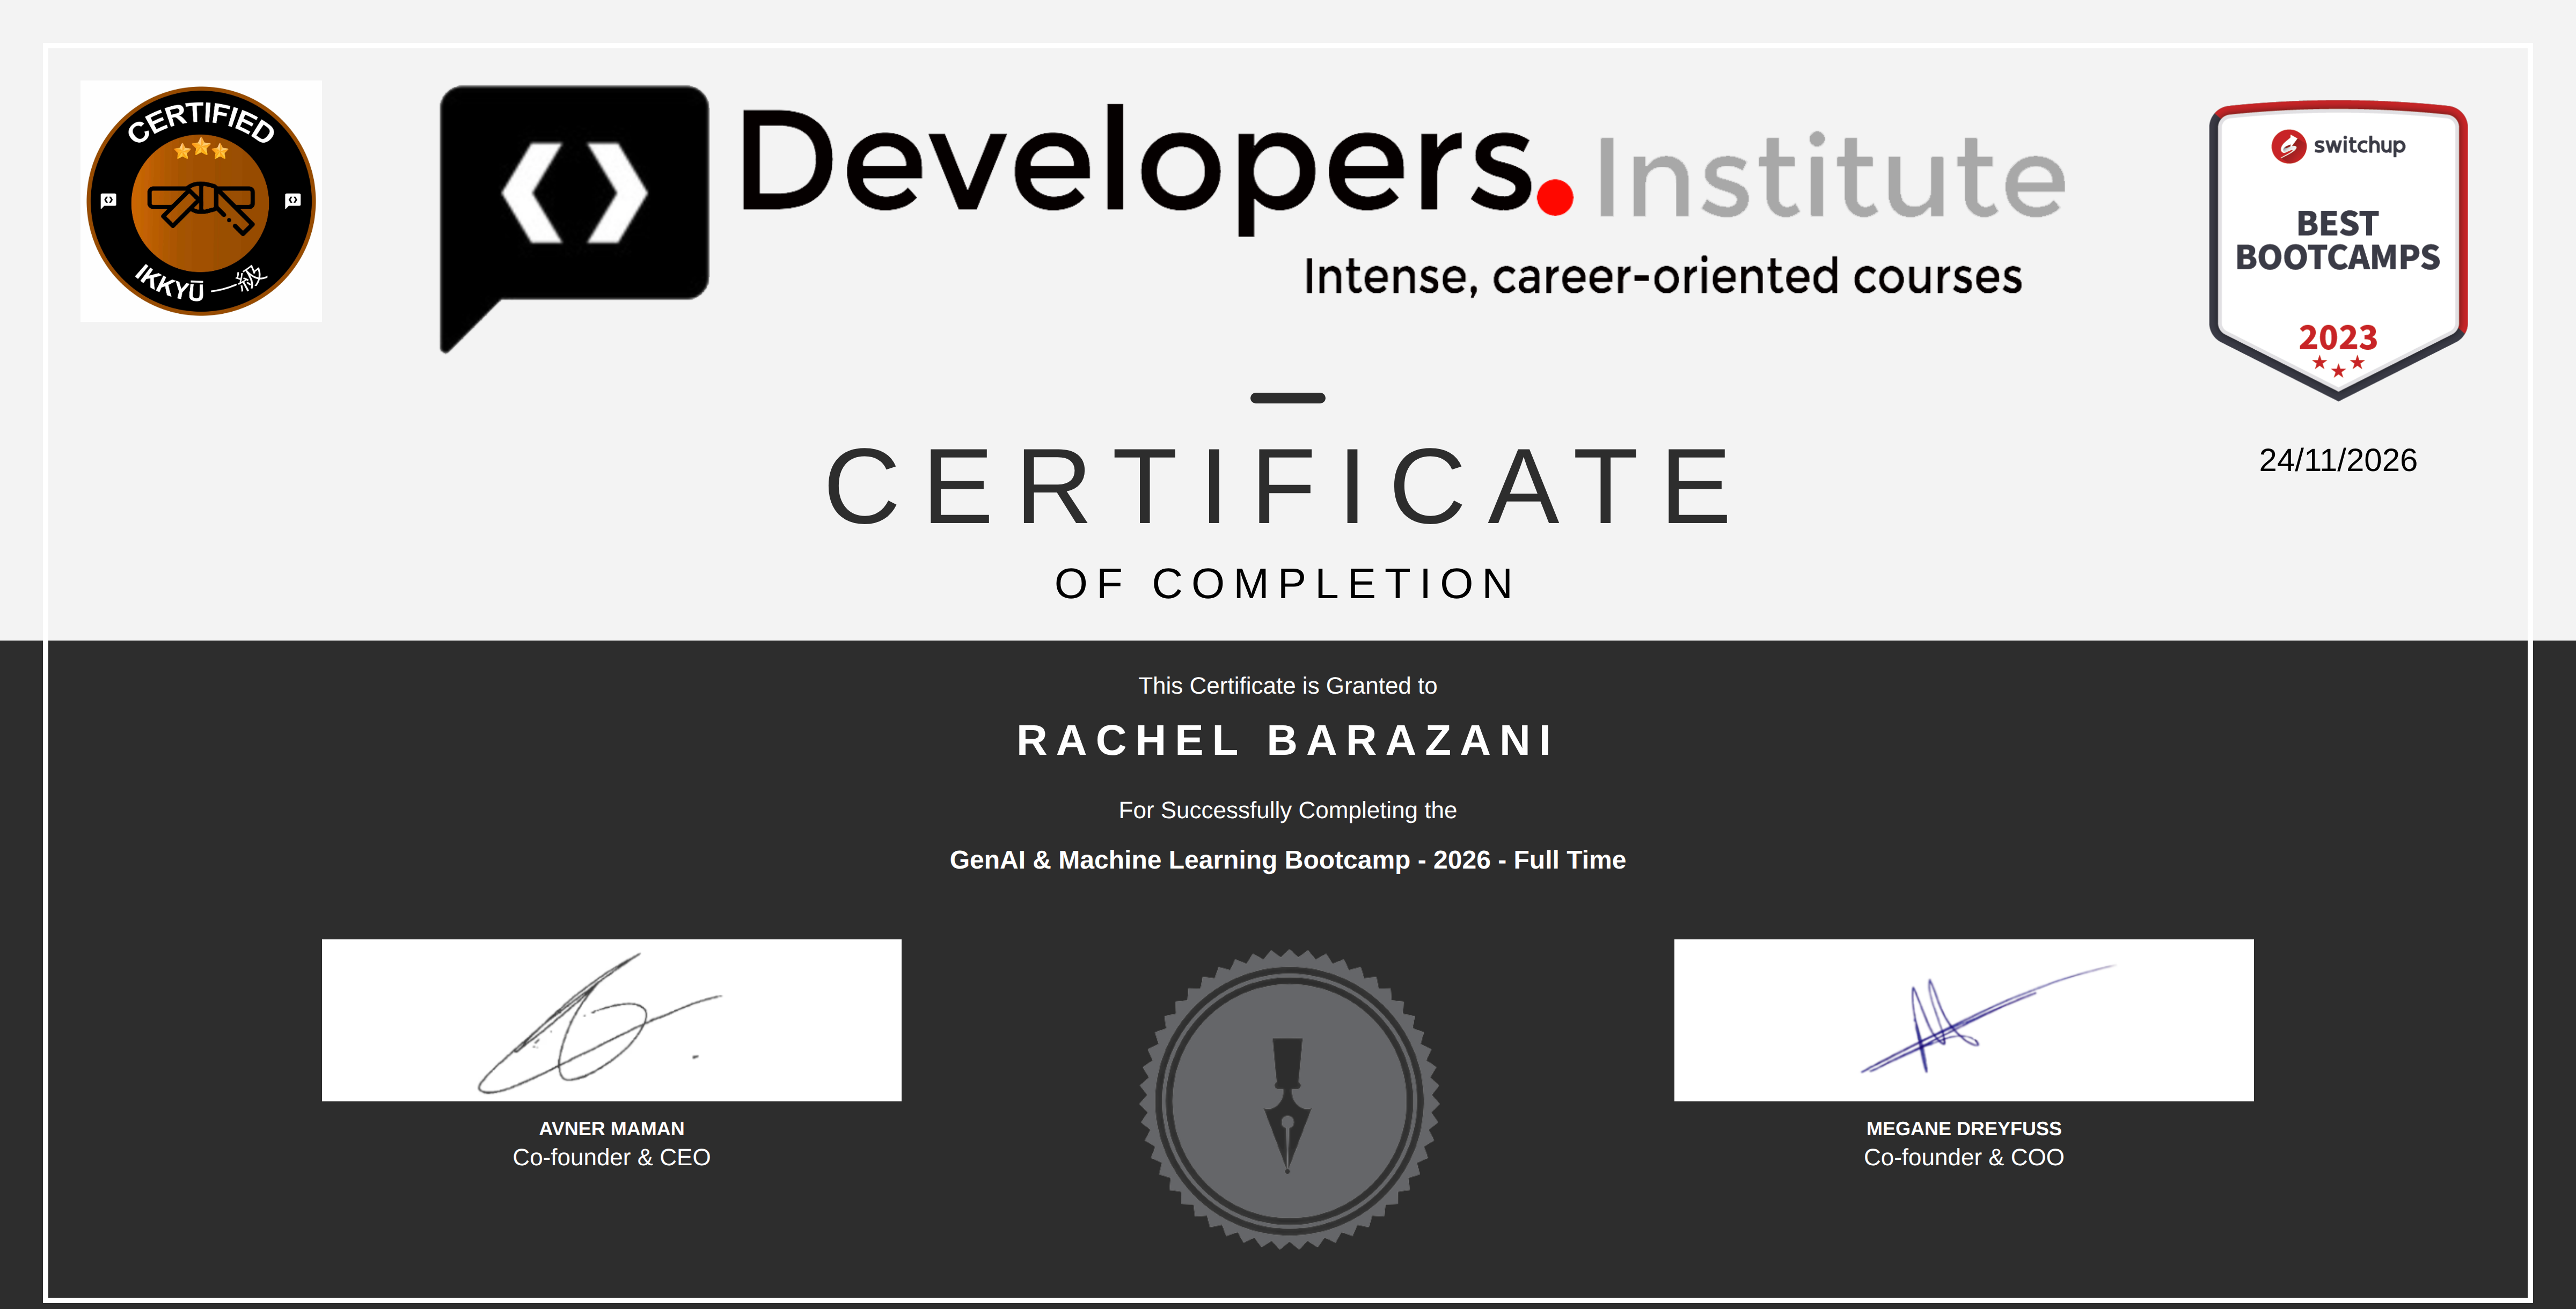 CERTIFIED
IKKYŪ 一級
Developers.Institute
Intense, career-oriented courses
switchup
BEST
BOOTCAMPS
2023
24/11/2026
CERTIFICATE
OF COMPLETION
This Certificate is Granted to
RACHEL BARAZANI
For Successfully Completing the
GenAI & Machine Learning Bootcamp - 2026 - Full Time
AVNER MAMAN
Co-founder & CEO
MEGANE DREYFUSS
Co-founder & COO